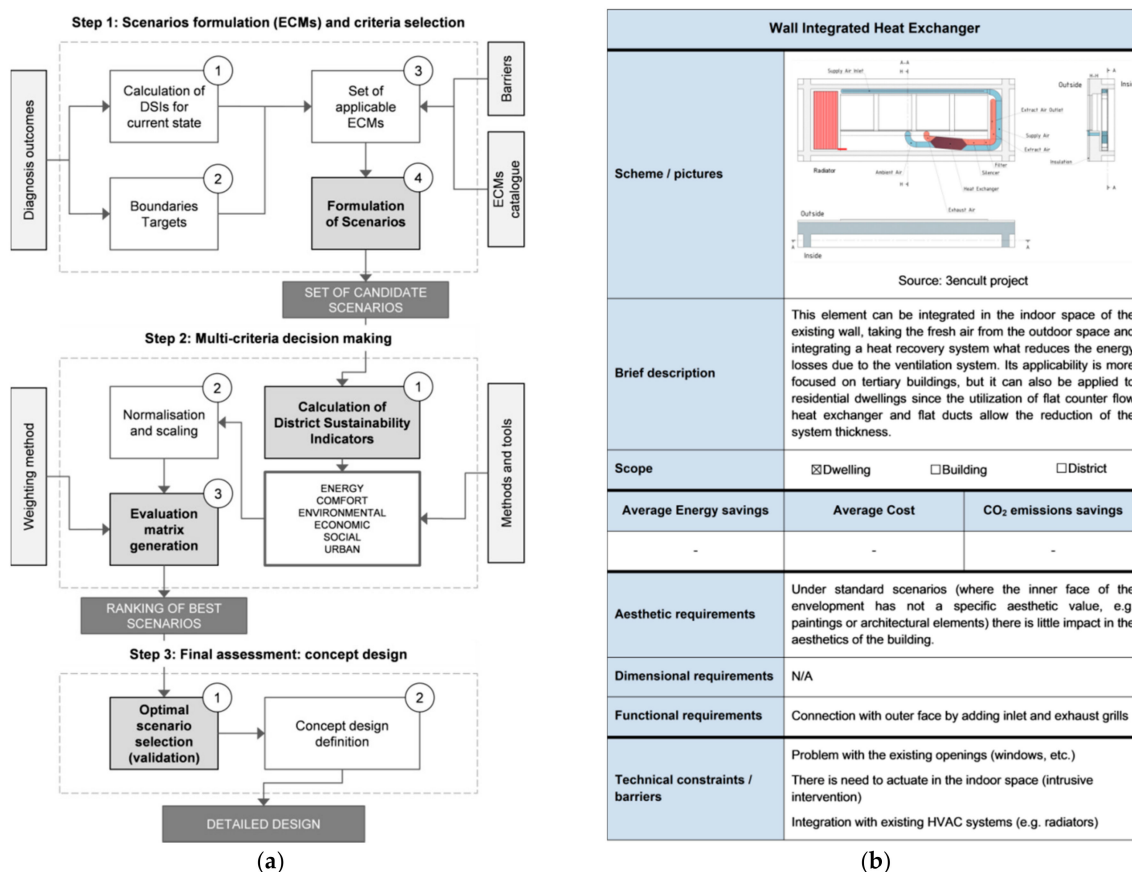 Step 1: Scenarios formulation (ECMs) and criteria selection
Diagnosis outcomes
1
Calculation of
DSIs for
current state
2
Boundaries
Targets
3
Set of
applicable
ECMs
4
Formulation
of Scenarios
Barriers
ECMs
catalogue
SET OF CANDIDATE
SCENARIOS
Step 2: Multi-criteria decision making
Weighting method
2
Normalisation
and scaling
1
Calculation of
District Sustainability
Indicators
3
Evaluation
matrix
generation
ENERGY
COMFORT
ENVIRONMENTAL
ECONOMIC
SOCIAL
URBAN
Methods and tools
RANKING OF BEST
SCENARIOS
Step 3: Final assessment: concept design
1
Optimal
scenario
selection
(validation)
2
Concept design
definition
DETAILED DESIGN
(a)
Wall Integrated Heat Exchanger
Scheme / pictures
A-A
H-6
Supply Air Inlet
Outside
Insi
A
Extract Air Outlet
Supply Air
Extract Air
Insulation
Filter
Silencer
Heat Exchanger
Ambient Air
H-6
Radiator
Exhaust Air
A
Outside
A
A
Inside
Source: 3encult project
Brief description
This element can be integrated in the indoor space of the
existing wall, taking the fresh air from the outdoor space and
integrating a heat recovery system what reduces the energy
losses due to the ventilation system. Its applicability is more
focused on tertiary buildings, but it can also be applied to
residential dwellings since the utilization of flat counter flow
heat exchanger and flat ducts allow the reduction of the
system thickness.
Scope
☒Dwelling ☐Building ☐District
Average Energy savings Average Cost CO₂ emissions savings
- - -
Aesthetic requirements
Under standard scenarios (where the inner face of the
envelopment has not a specific aesthetic value, e.g
paintings or architectural elements) there is little impact in the
aesthetics of the building.
Dimensional requirements N/A
Functional requirements Connection with outer face by adding inlet and exhaust grills
Technical constraints /
barriers
Problem with the existing openings (windows, etc.)
There is need to actuate in the indoor space (intrusive
intervention)
Integration with existing HVAC systems (e.g. radiators)
(b)